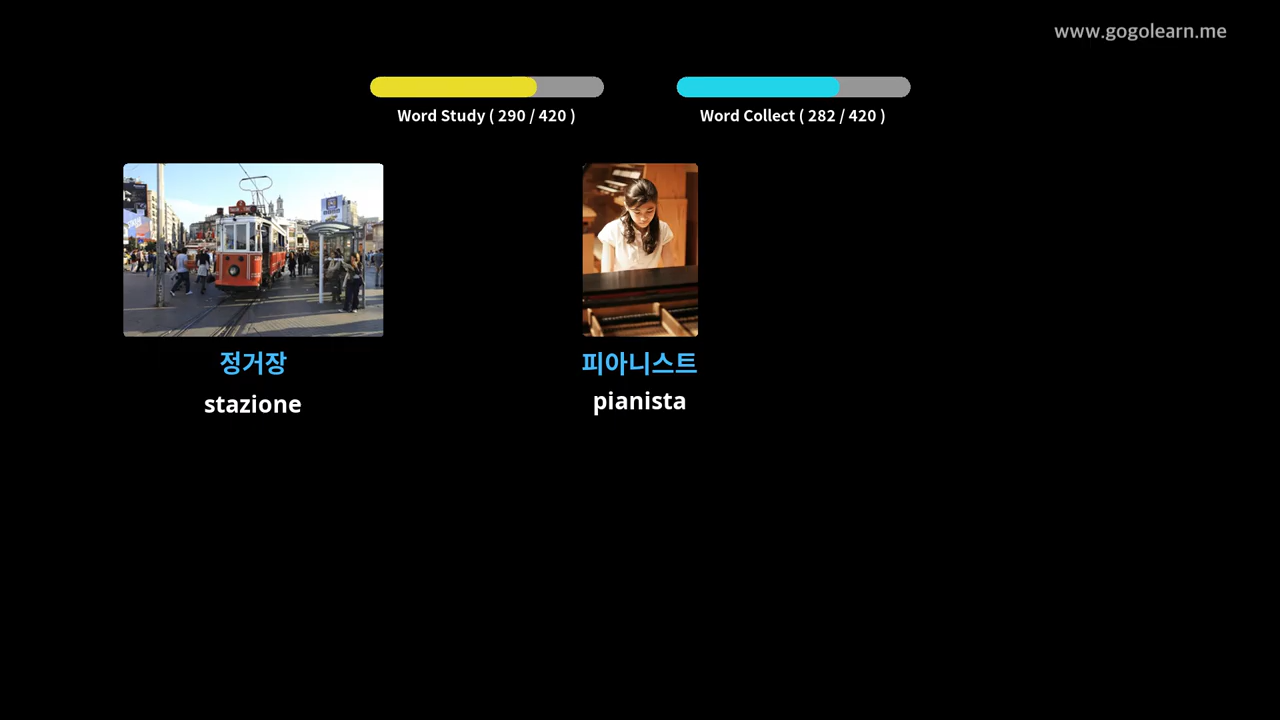 www.gogolearn.me
Word Study ( 290 / 420 )
Word Collect ( 282 / 420 )
정거장
피아니스트
stazione
pianista